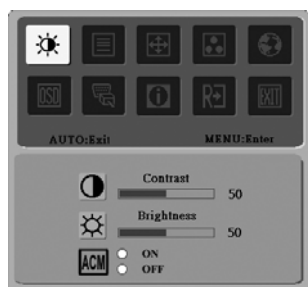 OSD R EXIT
AUTO:Exit MENU:Enter
Contrast
50
Brightness
50
ACM ON
OFF